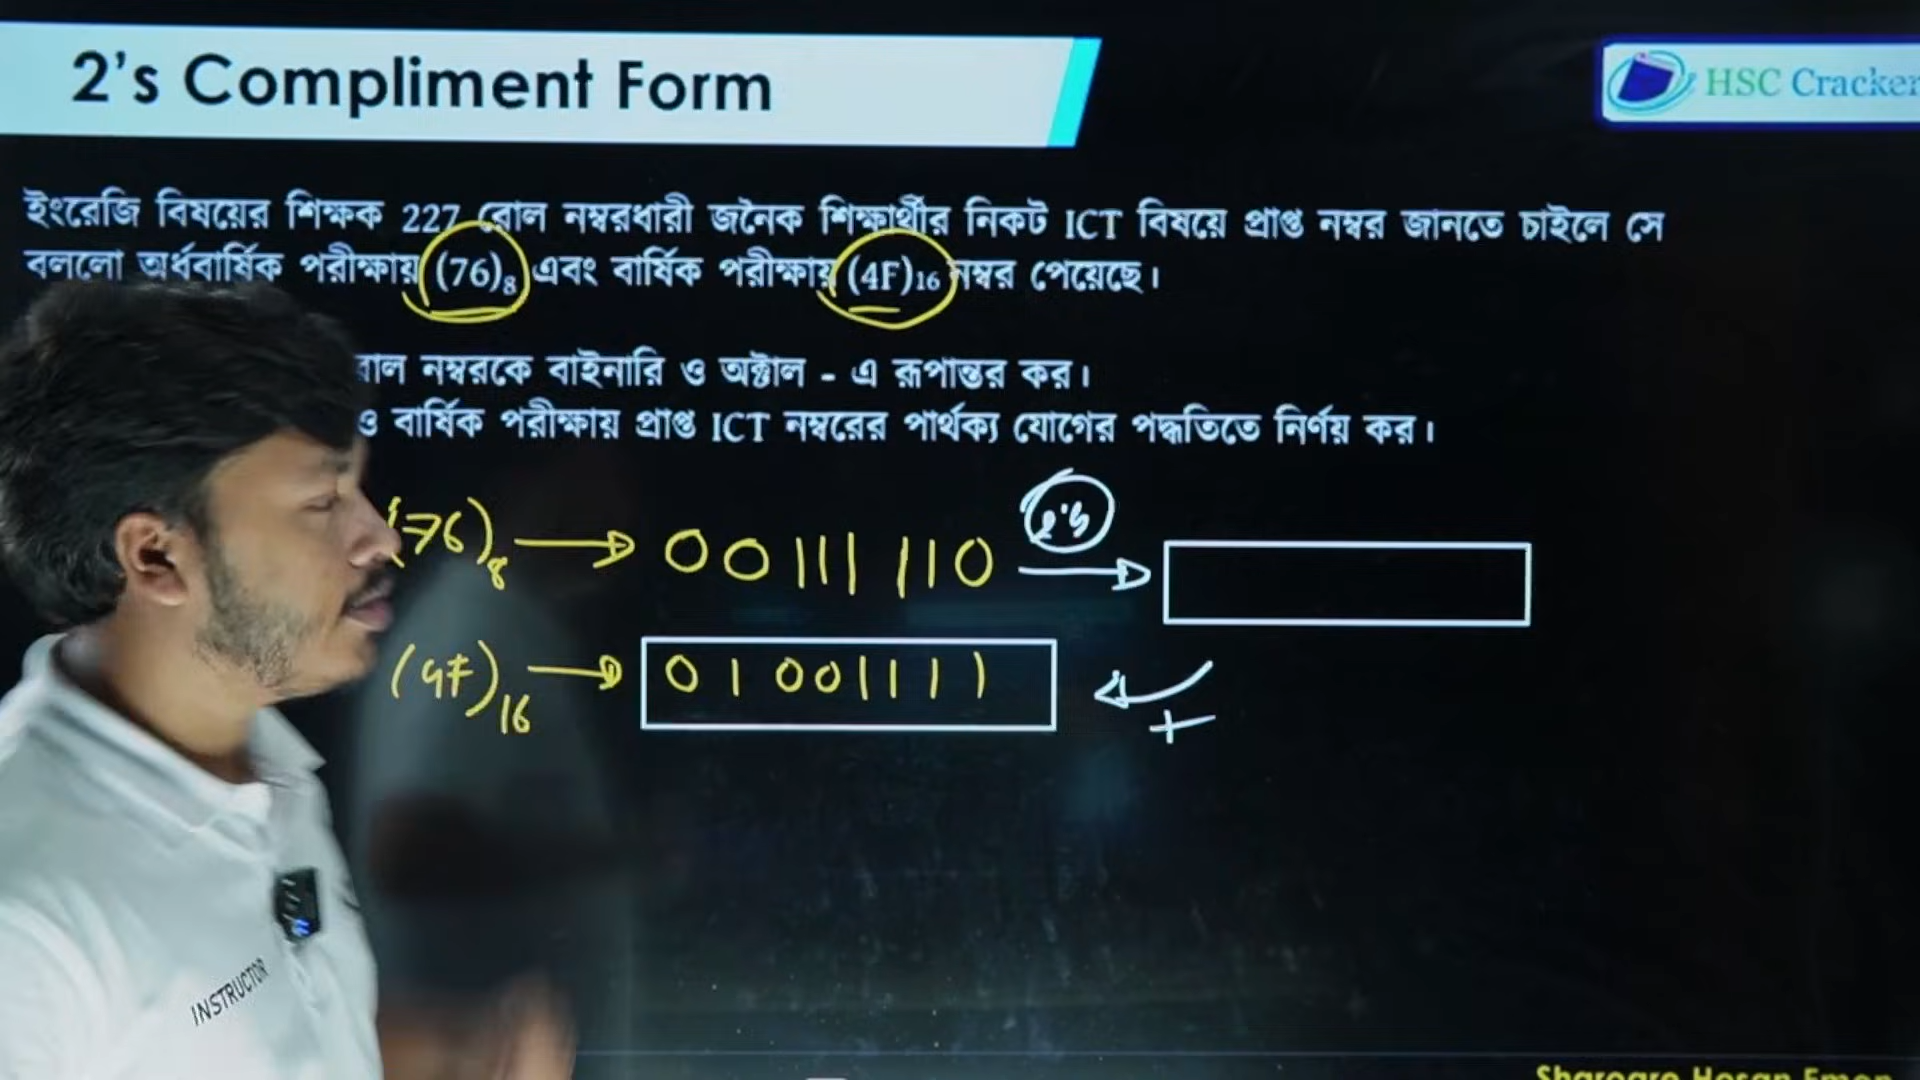 2's Compliment Form
HSC Cracker
ইংরেজি বিষয়ের শিক্ষক 227 রোল নম্বরধারী জনৈক শিক্ষার্থীর নিকট ICT বিষয়ে প্রাপ্ত নম্বর জানতে চাইলে সে
বললো অর্ধবার্ষিক পরীক্ষায় (76)₈ এবং বার্ষিক পরীক্ষায় (4F)₁₆ নম্বর পেয়েছে।
রোল নম্বরকে বাইনারি ও অক্টাল - এ রূপান্তর কর।
ও বার্ষিক পরীক্ষায় প্রাপ্ত ICT নম্বরের পার্থক্য যোগের পদ্ধতিতে নির্ণয় কর।
(76)₈ → 00111110 2's →
(4F)₁₆ → 01001111
+
INSTRUCTOR